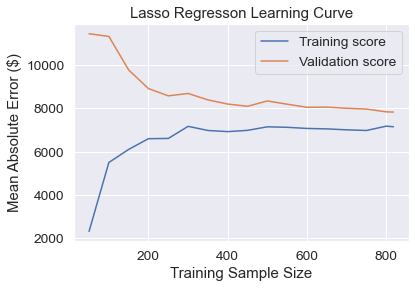 Lasso Regresson Learning Curve
Training score
Validation score
Mean Absolute Error ($)
10000
8000
6000
4000
2000
200
400
600
800
Training Sample Size